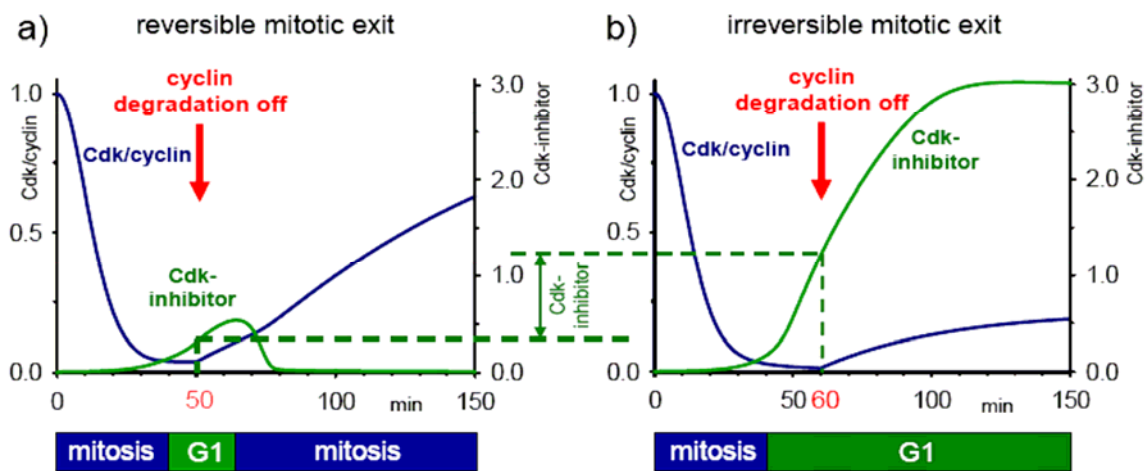 a)
reversible mitotic exit
1.0
0.5
0.0
Cdk/cyclin
3.0
2.0
1.0
0.0
Cdk-inhibitor
cyclin
degradation off
Cdk/cyclin
Cdk-
inhibitor
0
50
100
min
150
mitosis
G1
mitosis
Cdk-
inhibitor
b)
irreversible mitotic exit
1.0
0.5
0.0
Cdk/cyclin
3.0
2.0
1.0
0.0
Cdk-inhibitor
cyclin
degradation off
Cdk/cyclin
Cdk-
inhibitor
0
50
60
100
min
150
mitosis
G1